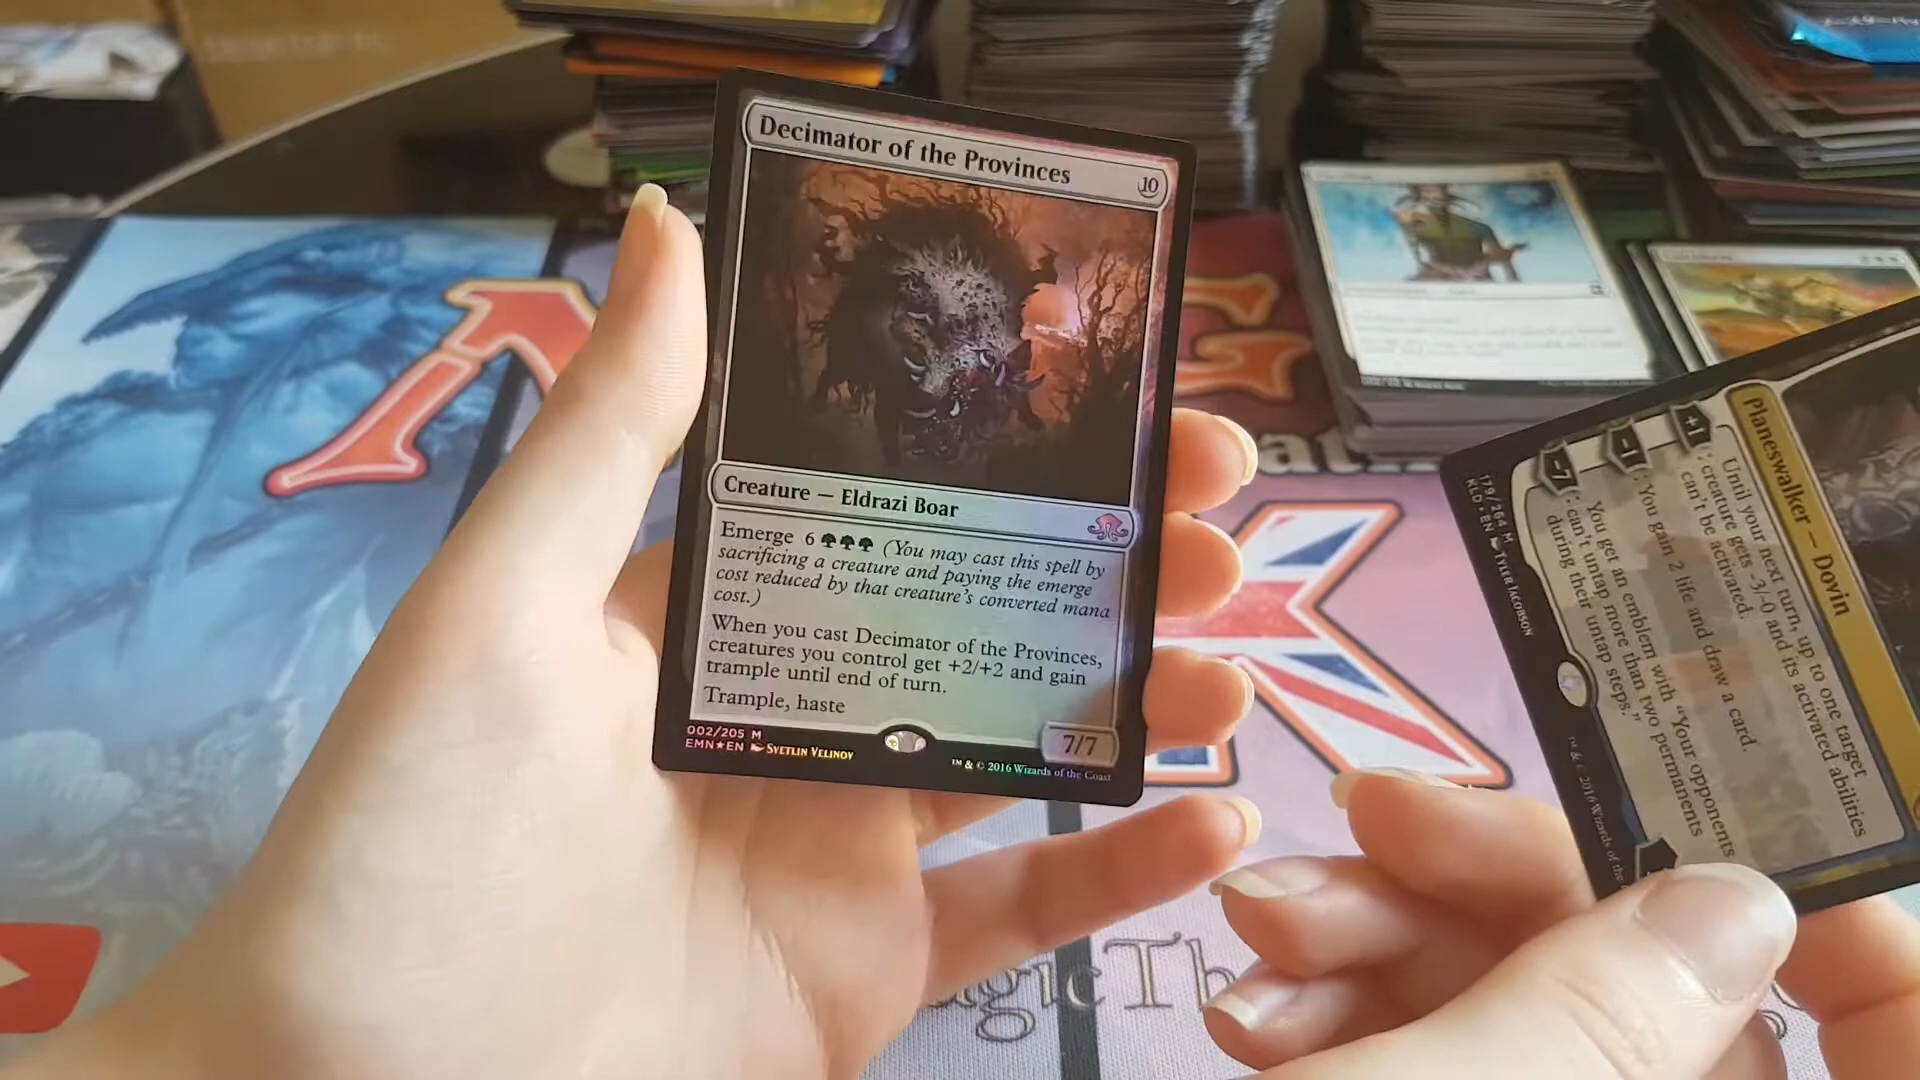 Decimator of the Provinces 10
Creature — Eldrazi Boar
Emerge 6 (You may cast this spell by
sacrificing a creature and paying the emerge
cost reduced by that creature's converted mana
cost.)
When you cast Decimator of the Provinces,
creatures you control get +2/+2 and gain
trample until end of turn.
Trample, haste
7/7
002/205 M
EMN★EN SVETLIN VELINOV
™ & © 2016 Wizards of the Coast
Planeswalker — Dovin
+1
: Until your next turn, up to one target
creature gets -3/-0 and its activated abilities
can't be activated.
-1
: You gain 2 life and draw a card.
-7
: You get an emblem with "Your opponents
can't untap more than two permanents
during their untap steps."
179/264 M
KLD • EN TYLER JACOBSON
™ & © 2016 Wizards of the